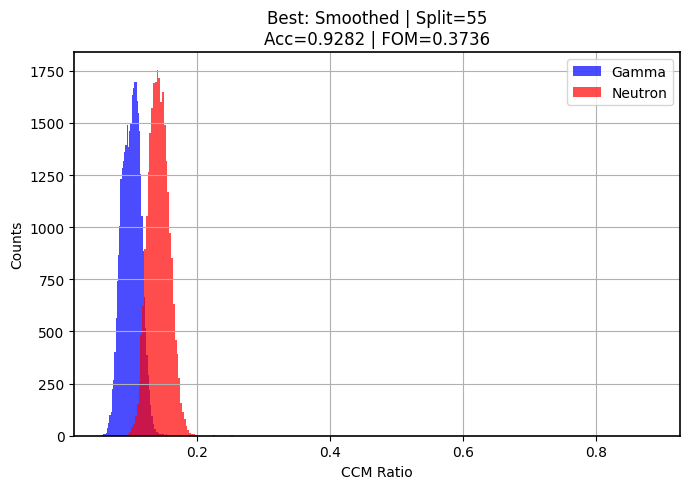 Best: Smoothed | Split=55
Acc=0.9282 | FOM=0.3736
Gamma
Neutron
1750
1500
1250
1000
750
500
250
0
Counts
0.2
0.4
0.6
0.8
CCM Ratio